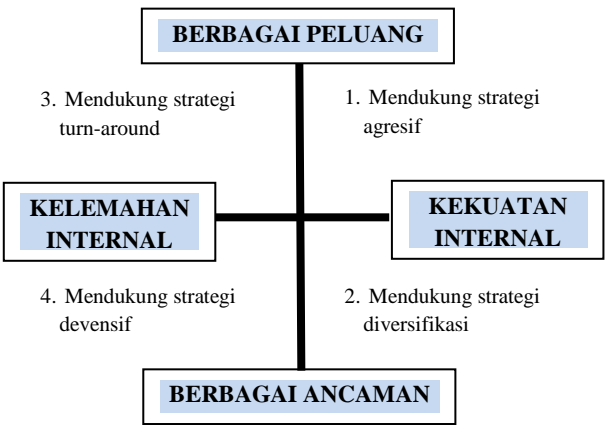 BERBAGAI PELUANG
3. Mendukung strategi
turn-around
1. Mendukung strategi
agresif
KELEMAHAN
INTERNAL
KEKUATAN
INTERNAL
4. Mendukung strategi
devensif
2. Mendukung strategi
diversifikasi
BERBAGAI ANCAMAN